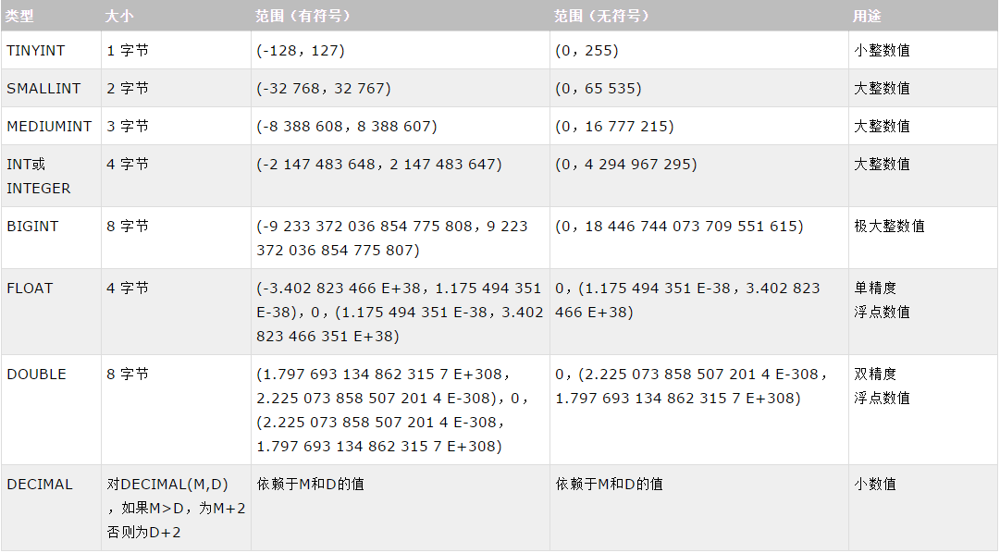 类型 大小 范围（有符号） 范围（无符号） 用途
TINYINT 1 字节 (-128，127) (0，255) 小整数值
SMALLINT 2 字节 (-32 768，32 767) (0，65 535) 大整数值
MEDIUMINT 3 字节 (-8 388 608，8 388 607) (0，16 777 215) 大整数值
INT或
INTEGER
4 字节
(-2 147 483 648，2 147 483 647)
(0，4 294 967 295)
大整数值
BIGINT
8 字节
(-9 233 372 036 854 775 808，9 223
372 036 854 775 807)
(0，18 446 744 073 709 551 615)
极大整数值
FLOAT
4 字节
(-3.402 823 466 E+38，1.175 494 351
E-38)，0，(1.175 494 351 E-38，3.402
823 466 351 E+38)
0，(1.175 494 351 E-38，3.402 823
466 E+38)
单精度
浮点数值
DOUBLE
8 字节
(1.797 693 134 862 315 7 E+308，
2.225 073 858 507 201 4 E-308)，0，
(2.225 073 858 507 201 4 E-308，
1.797 693 134 862 315 7 E+308)
0，(2.225 073 858 507 201 4 E-308，
1.797 693 134 862 315 7 E+308)
双精度
浮点数值
DECIMAL
对DECIMAL(M,D)
，如果M>D，为M+2
否则为D+2
依赖于M和D的值
依赖于M和D的值
小数值